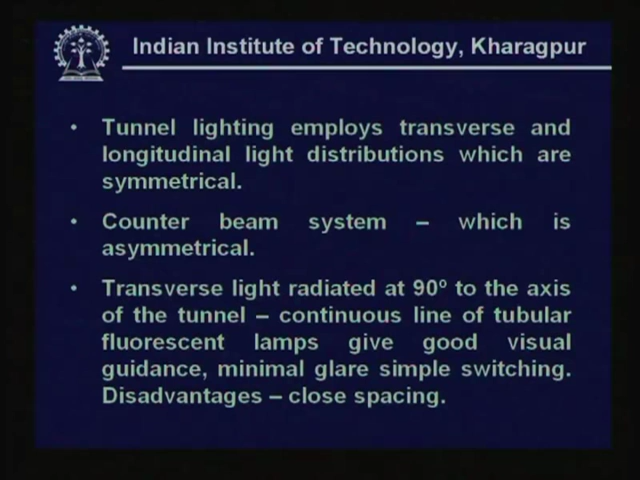 Indian Institute of Technology, Kharagpur
• Tunnel lighting employs transverse and
longitudinal light distributions which are
symmetrical.
• Counter beam system – which is
asymmetrical.
• Transverse light radiated at 90º to the axis
of the tunnel – continuous line of tubular
fluorescent lamps give good visual
guidance, minimal glare simple switching.
Disadvantages – close spacing.